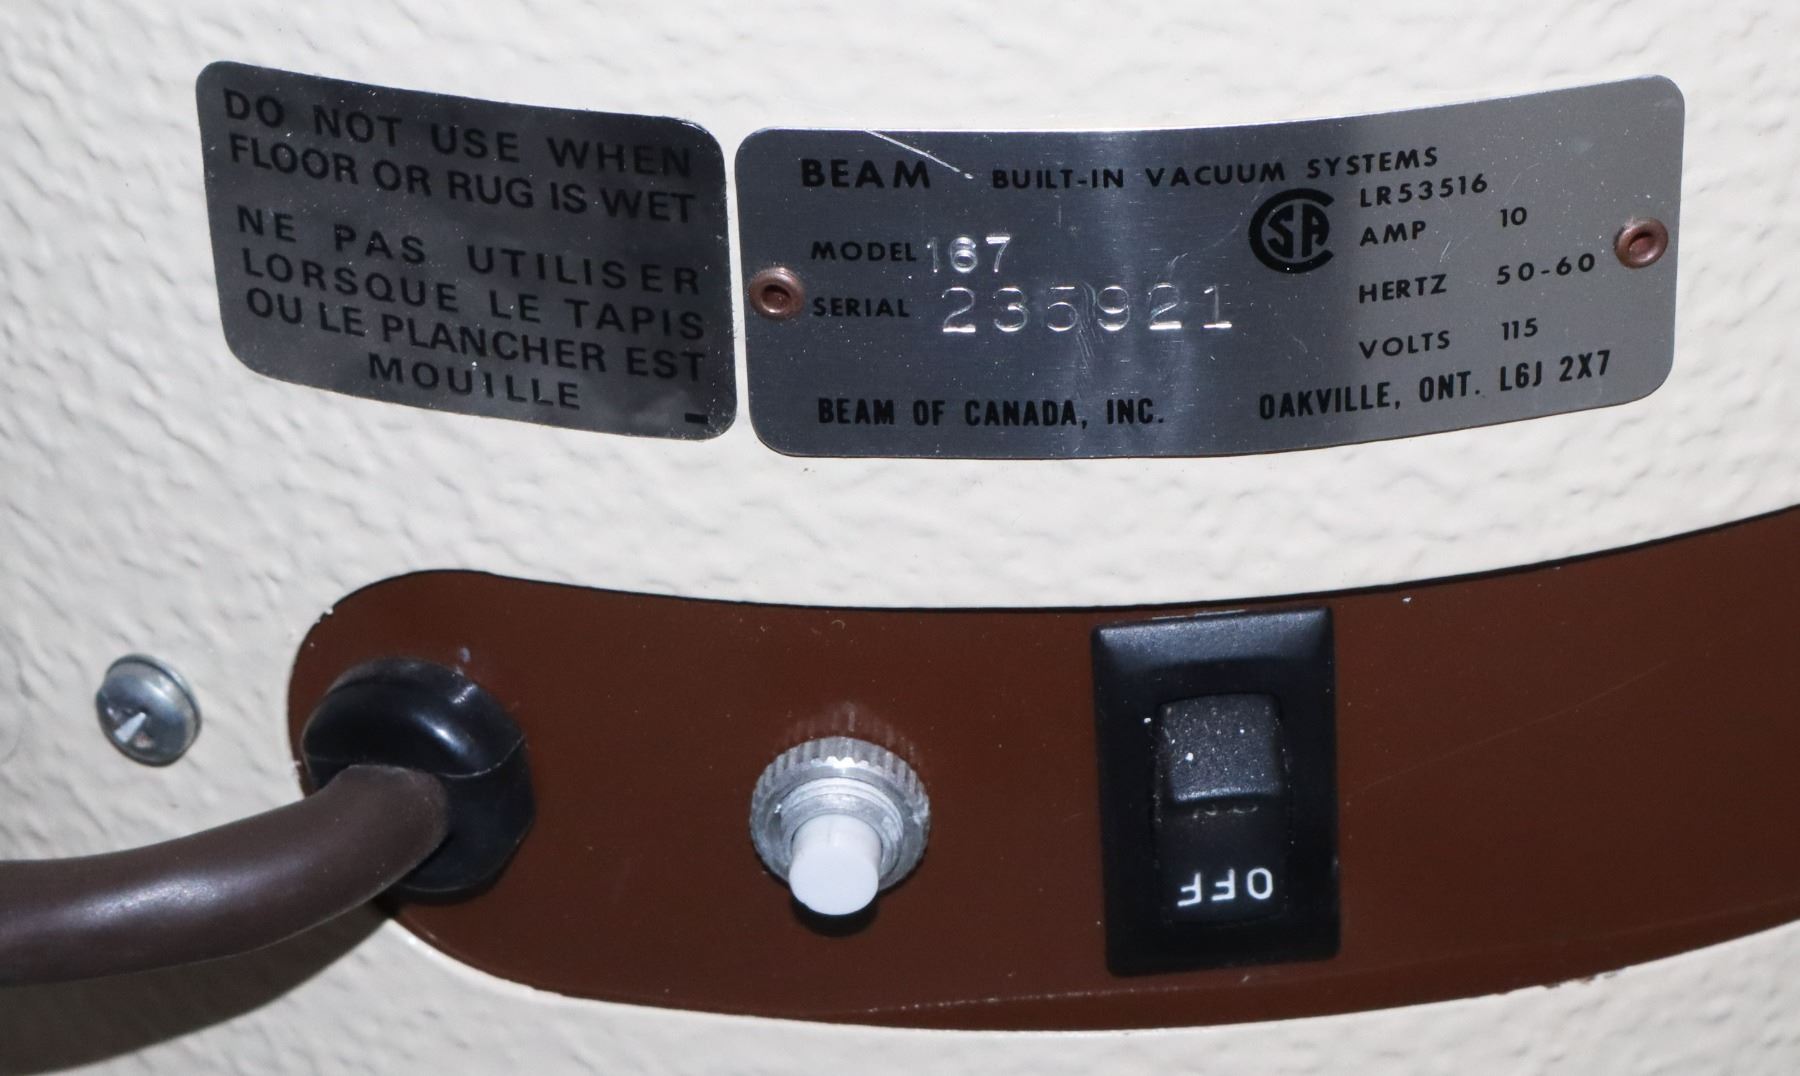 DO NOT USE WHEN
FLOOR OR RUG IS WET
NE PAS UTILISER
LORSQUE LE TAPIS
OU LE PLANCHER EST
MOUILLE
BEAM BUILT-IN VACUUM SYSTEMS
SA LR53516
MODEL 167
AMP 10
SERIAL 235921
HERTZ 50-60
VOLTS 115
BEAM OF CANADA, INC. OAKVILLE, ONT. L6J 2X7
OFF